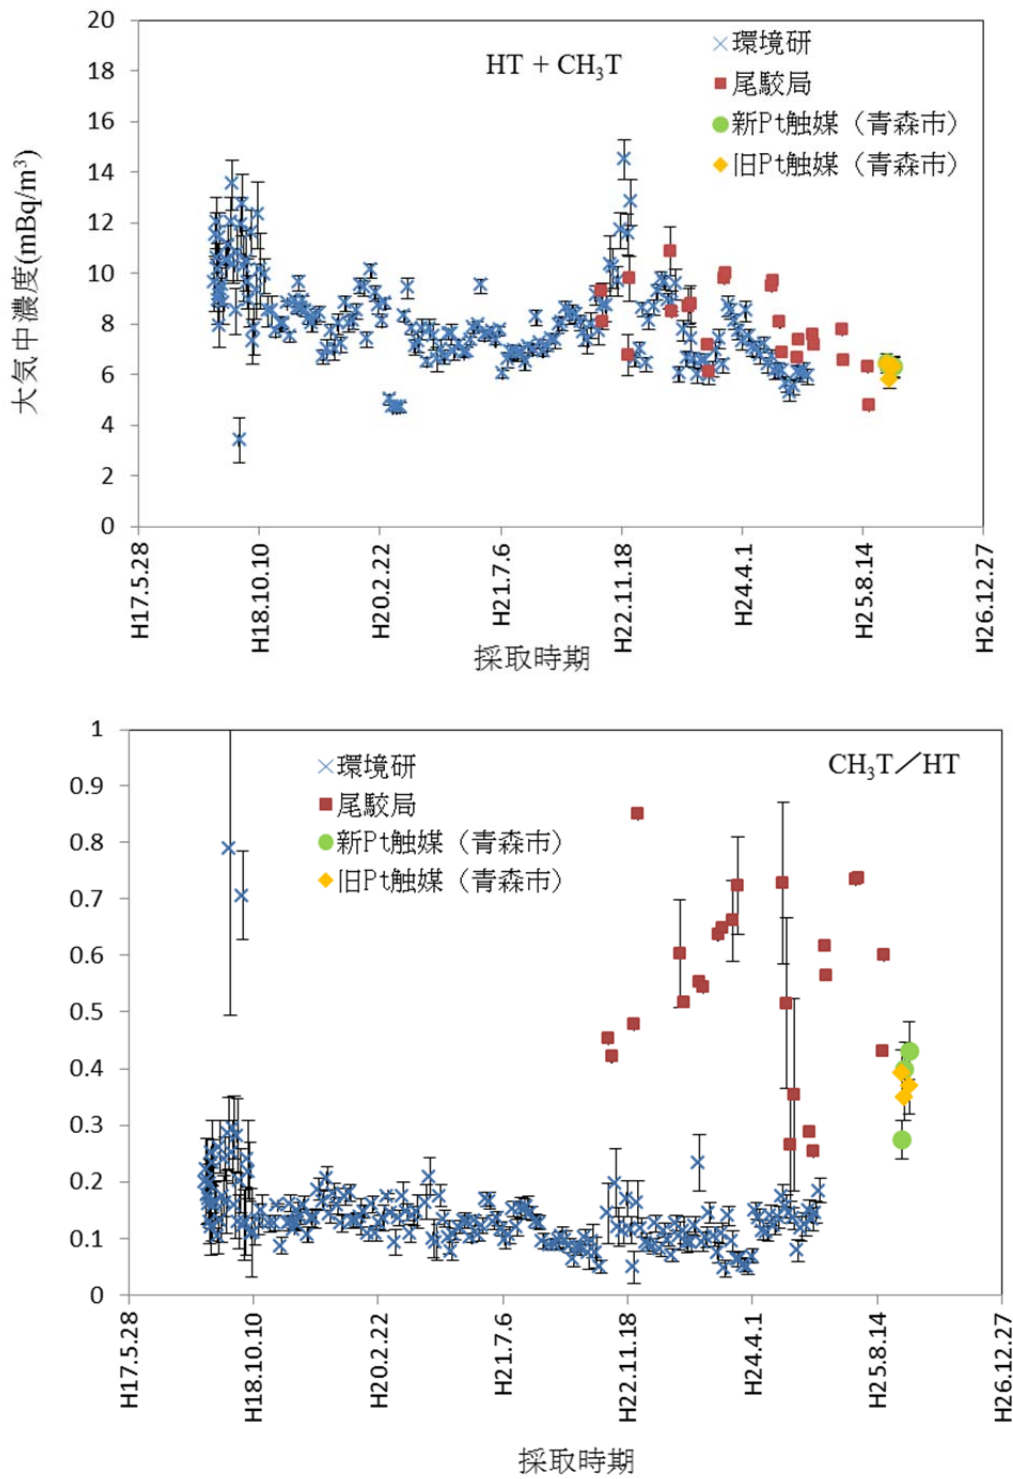 20
18
16
14
12
10
8
6
4
2
0
大気中濃度(mBq/m³)
HT + CH₃T
環境研
尾駮局
新Pt触媒（青森市）
旧Pt触媒（青森市）
H17.5.28
H18.10.10
H20.2.22
H21.7.6
H22.11.18
H24.4.1
H25.8.14
H26.12.27
採取時期
1
0.9
0.8
0.7
0.6
0.5
0.4
0.3
0.2
0.1
0
環境研
尾駮局
新Pt触媒（青森市）
旧Pt触媒（青森市）
CH₃T／HT
H17.5.28
H18.10.10
H20.2.22
H21.7.6
H22.11.18
H24.4.1
H25.8.14
H26.12.27
採取時期